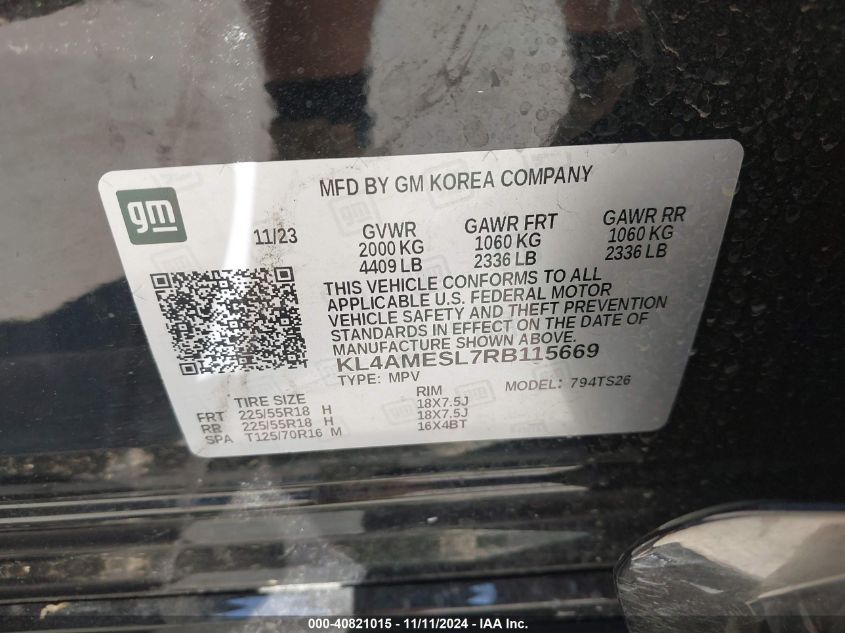 gm
MFD BY GM KOREA COMPANY
11/23
GVWR
2000 KG
4409 LB
GAWR FRT
1060 KG
2336 LB
GAWR RR
1060 KG
2336 LB
THIS VEHICLE CONFORMS TO ALL
APPLICABLE U.S. FEDERAL MOTOR
VEHICLE SAFETY AND THEFT PREVENTION
STANDARDS IN EFFECT ON THE DATE OF
MANUFACTURE SHOWN ABOVE.
KL4AMESL7RB115669
TYPE: MPV MODEL: 794TS26
TIRE SIZE RIM
FRT 225/55R18 H 18X7.5J
RR 225/55R18 H 18X7.5J
SPA T125/70R16 M 16X4BT
000-40821015 - 11/11/2024 - IAA Inc.